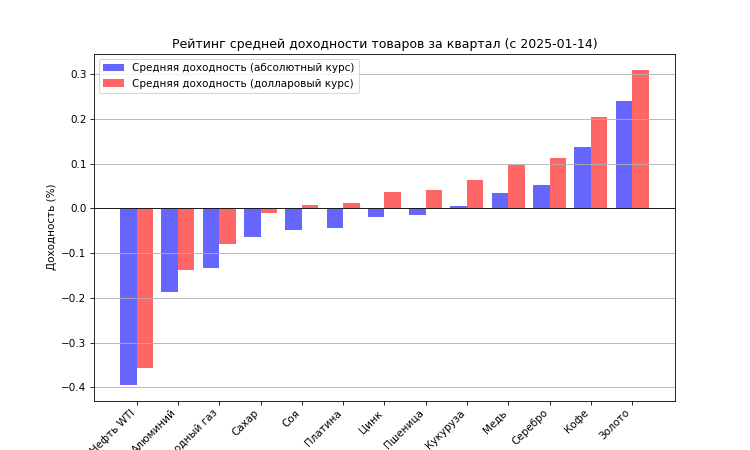 Рейтинг средней доходности товаров за квартал (с 2025-01-14)
Средняя доходность (абсолютный курс)
Средняя доходность (долларовый курс)
Доходность (%)
0.3
0.2
0.1
0.0
−0.1
−0.2
−0.3
−0.4
Нефть WTI
Алюминий
одный газ
Сахар
Соя
Платина
Цинк
Пшеница
Кукуруза
Медь
Серебро
Кофе
Золото